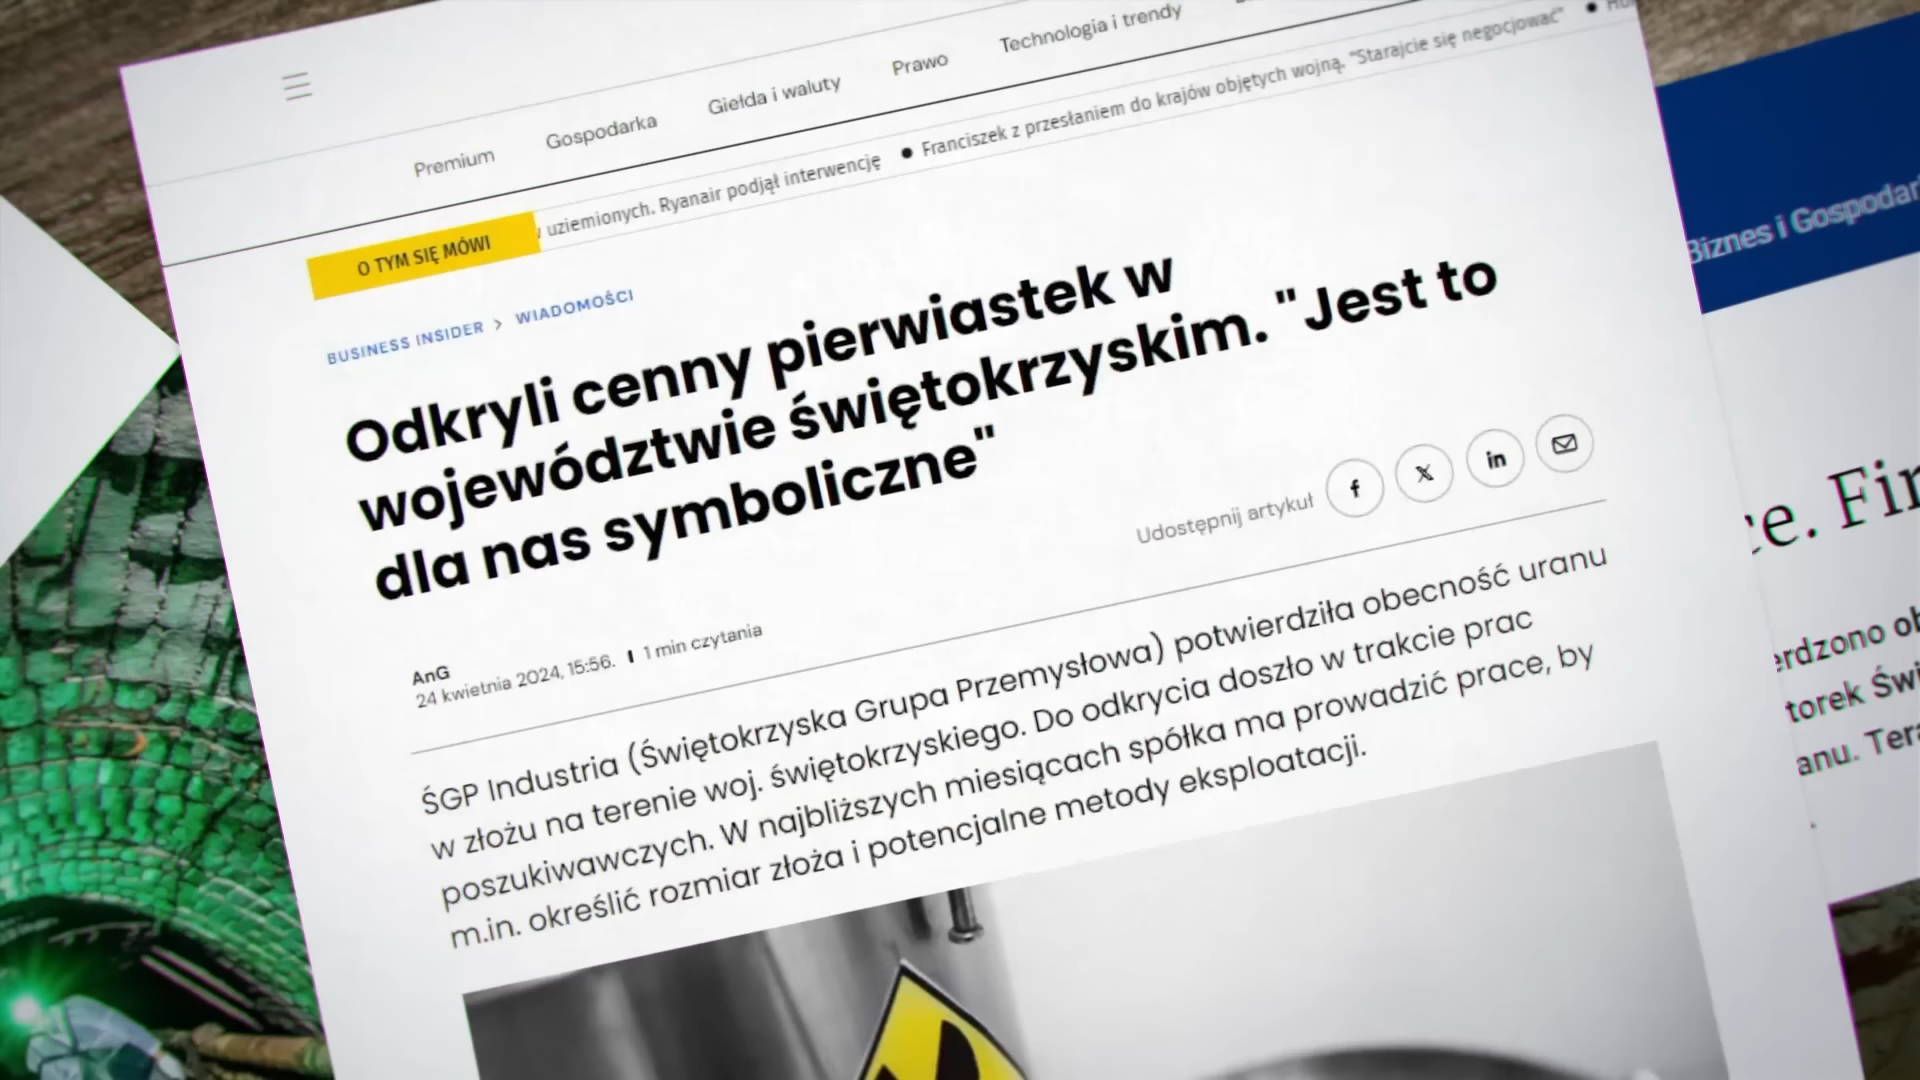 Premium Gospodarka Giełda i waluty Prawo Technologia i trendy
O TYM SIĘ MÓWI
uziemionych. Ryanair podjął interwencję ● Franciszek z przesłaniem do krajów objętych wojną. "Starajcie się negocjować" ●
BUSINESS INSIDER > WIADOMOŚCI
Odkryli cenny pierwiastek w
województwie świętokrzyskim. "Jest to
dla nas symboliczne"
AnG
24 kwietnia 2024, 15:56. 1 min czytania
Udostępnij artykuł
ŚGP Industria (Świętokrzyska Grupa Przemysłowa) potwierdziła obecność uranu
w złożu na terenie woj. świętokrzyskiego. Do odkrycia doszło w trakcie prac
poszukiwawczych. W najbliższych miesiącach spółka ma prowadzić prace, by
m.in. określić rozmiar złoża i potencjalne metody eksploatacji.
Biznes i Gospodar
ce. Fir
erdzono ob
torek Świ
anu. Tera